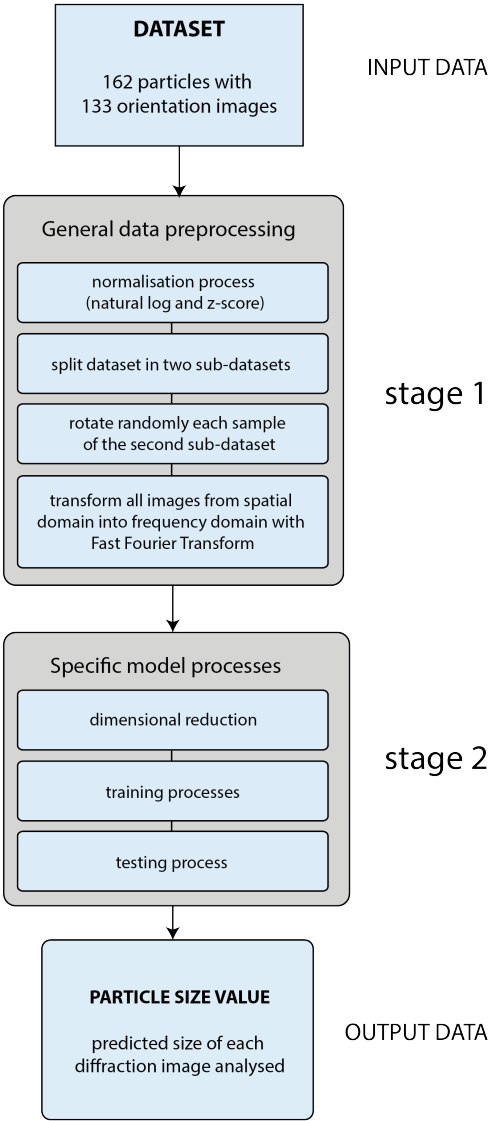 DATASET
162 particles with
133 orientation images
INPUT DATA
General data preprocessing
normalisation process
(natural log and z-score)
split dataset in two sub-datasets
rotate randomly each sample
of the second sub-dataset
transform all images from spatial
domain into frequency domain with
Fast Fourier Transform
stage 1
Specific model processes
dimensional reduction
training processes
testing process
stage 2
PARTICLE SIZE VALUE
predicted size of each
diffraction image analysed
OUTPUT DATA